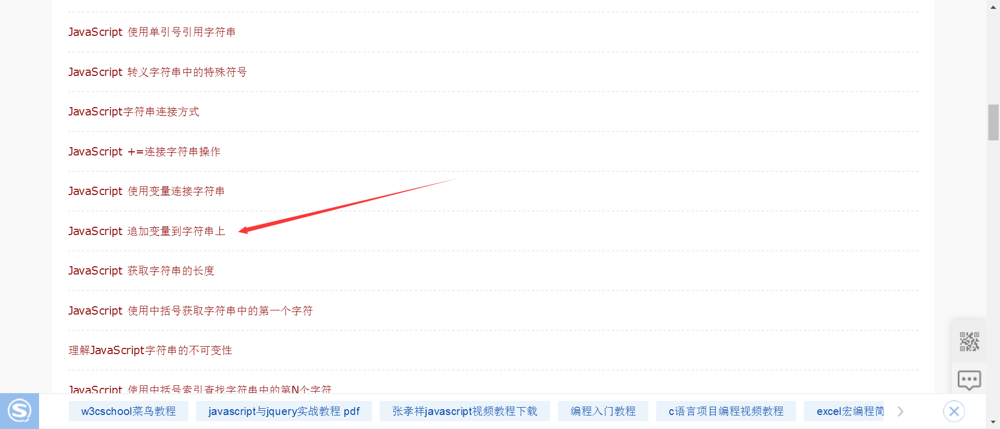 JavaScript 使用单引号引用字符串
JavaScript 转义字符串中的特殊符号
JavaScript字符串连接方式
JavaScript +=连接字符串操作
JavaScript 使用变量连接字符串
JavaScript 追加变量到字符串上
JavaScript 获取字符串的长度
JavaScript 使用中括号获取字符串中的第一个字符
理解JavaScript字符串的不可变性
JavaScript 使用中括号索引查找字符串中的第N个字符
w3cschool菜鸟教程 javascript与jquery实战教程 pdf 张孝祥javascript视频教程下载 编程入门教程 c语言项目编程视频教程 excel宏编程简